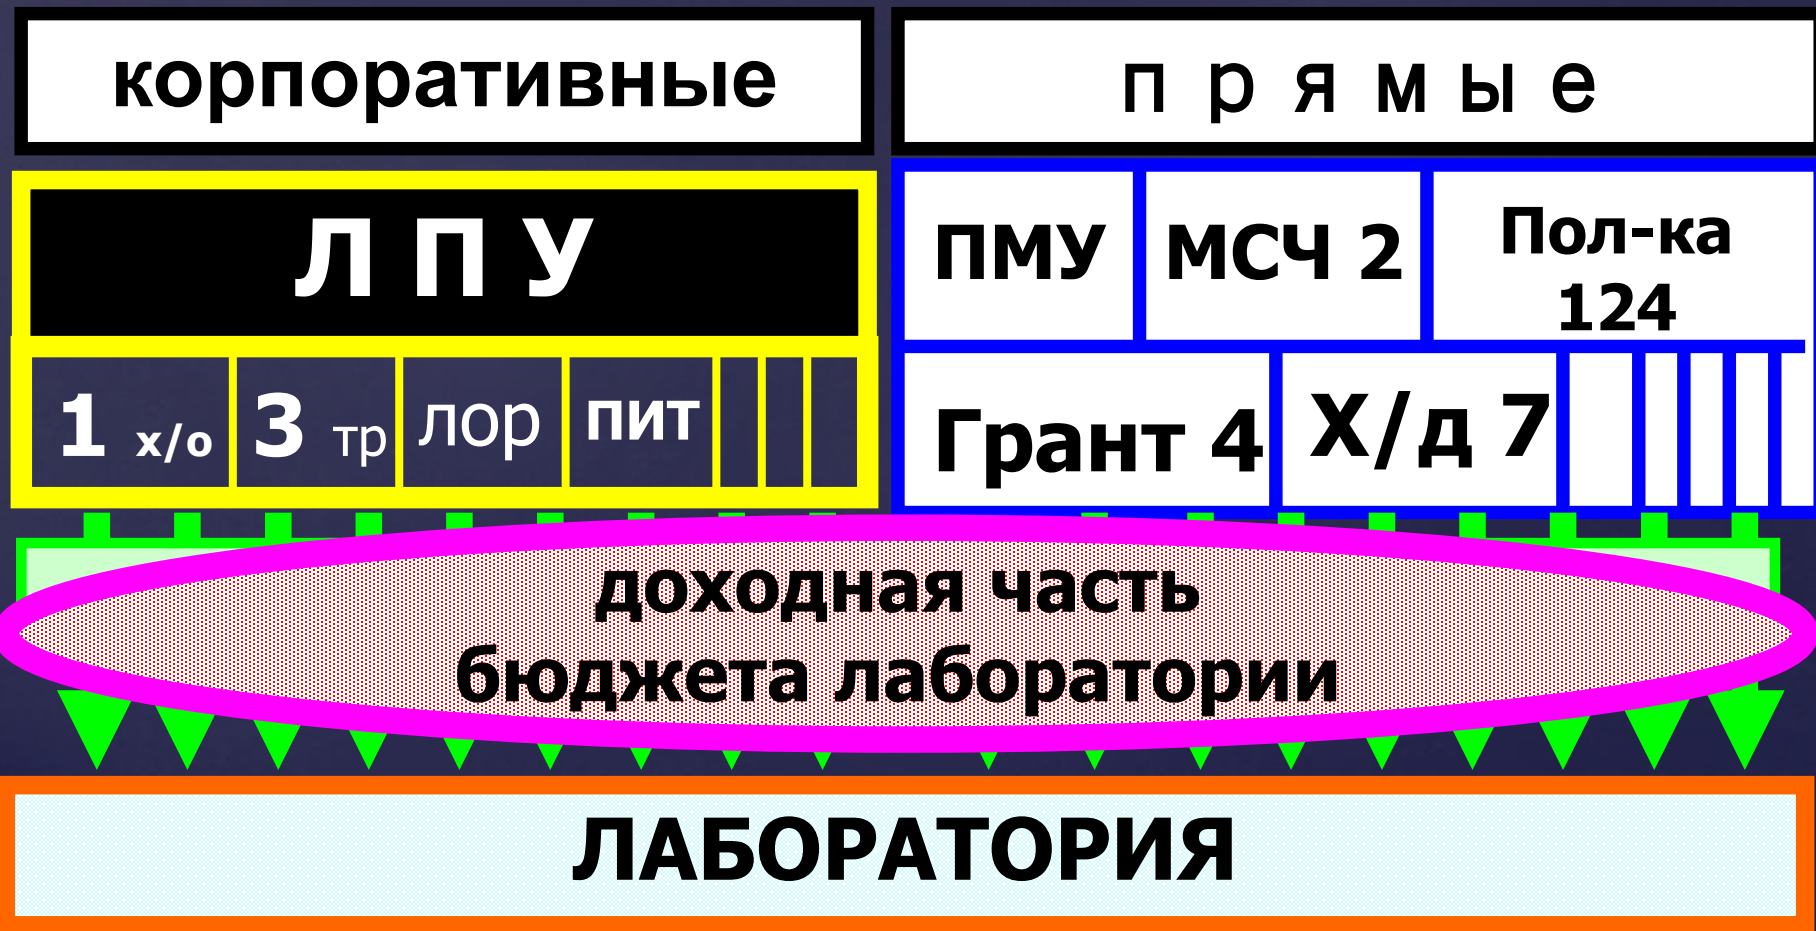 корпоративные
п р я м ы е
Л П У
ПМУ
МСЧ 2
Пол-ка
124
1 х/о
3 тр
лор
пит
Грант 4
Х/д 7
доходная часть
бюджета лаборатории
ЛАБОРАТОРИЯ